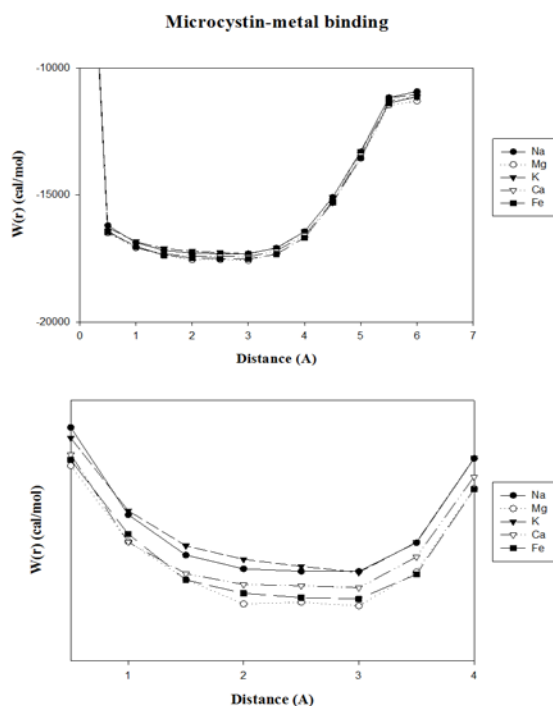 Microcystin-metal binding
-10000
-15000
-20000
W(r) (cal/mol)
0 1 2 3 4 5 6 7
Distance (A)
Na
Mg
K
Ca
Fe
W(r) (cal/mol)
1 2 3 4
Distance (A)
Na
Mg
K
Ca
Fe